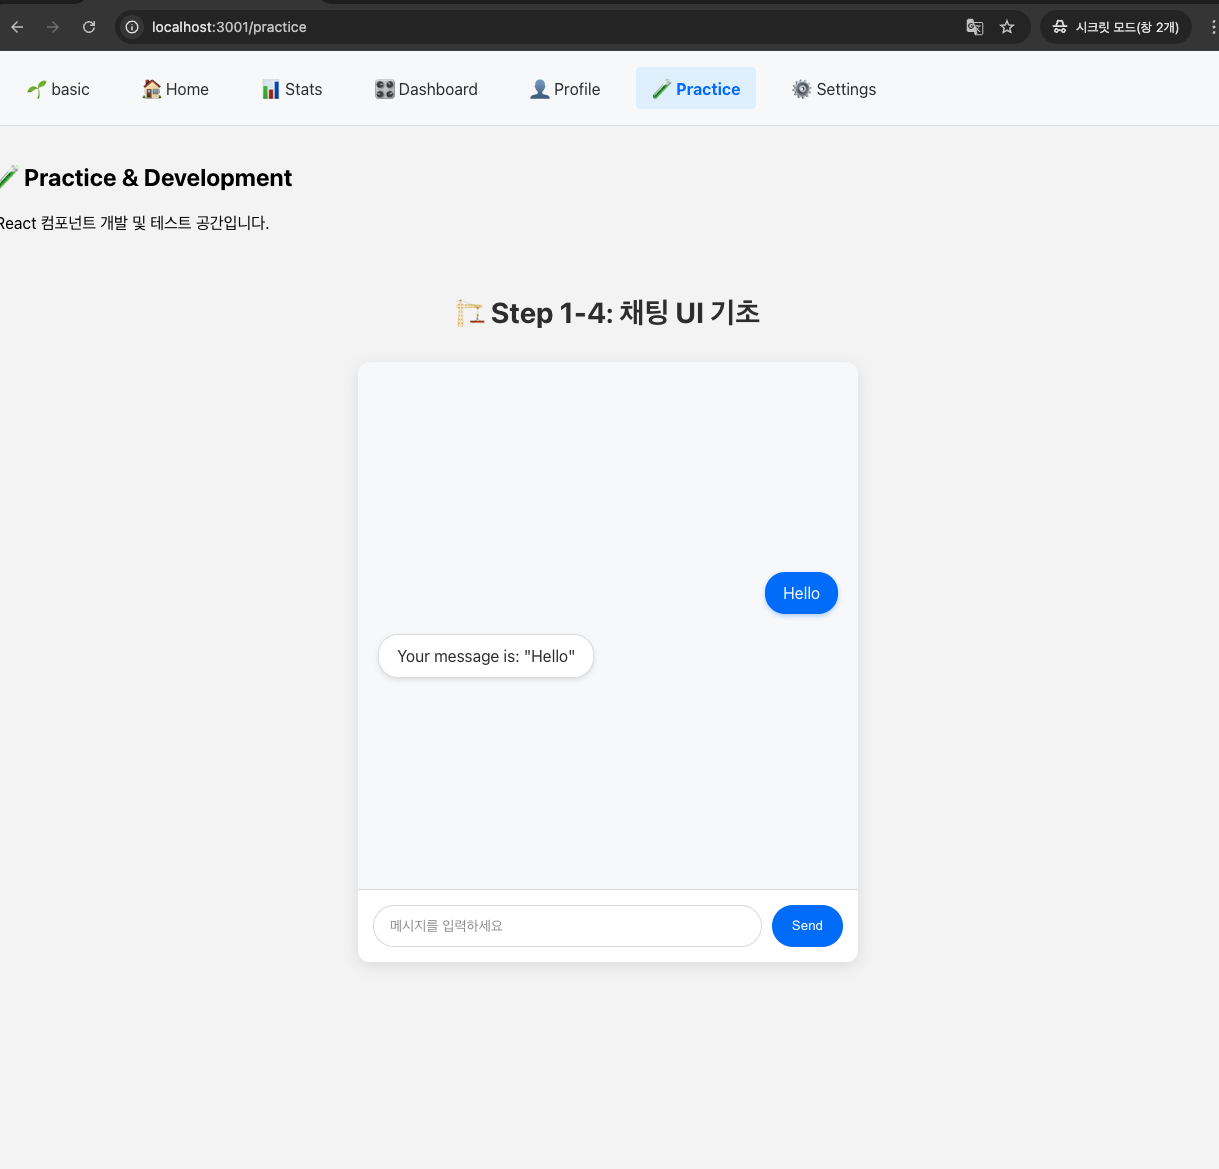 localhost:3001/practice
시크릿 모드(창 2개)
basic Home Stats Dashboard Profile Practice Settings
Practice & Development
React 컴포넌트 개발 및 테스트 공간입니다.
Step 1-4: 채팅 UI 기초
Hello
Your message is: "Hello"
메시지를 입력하세요
Send